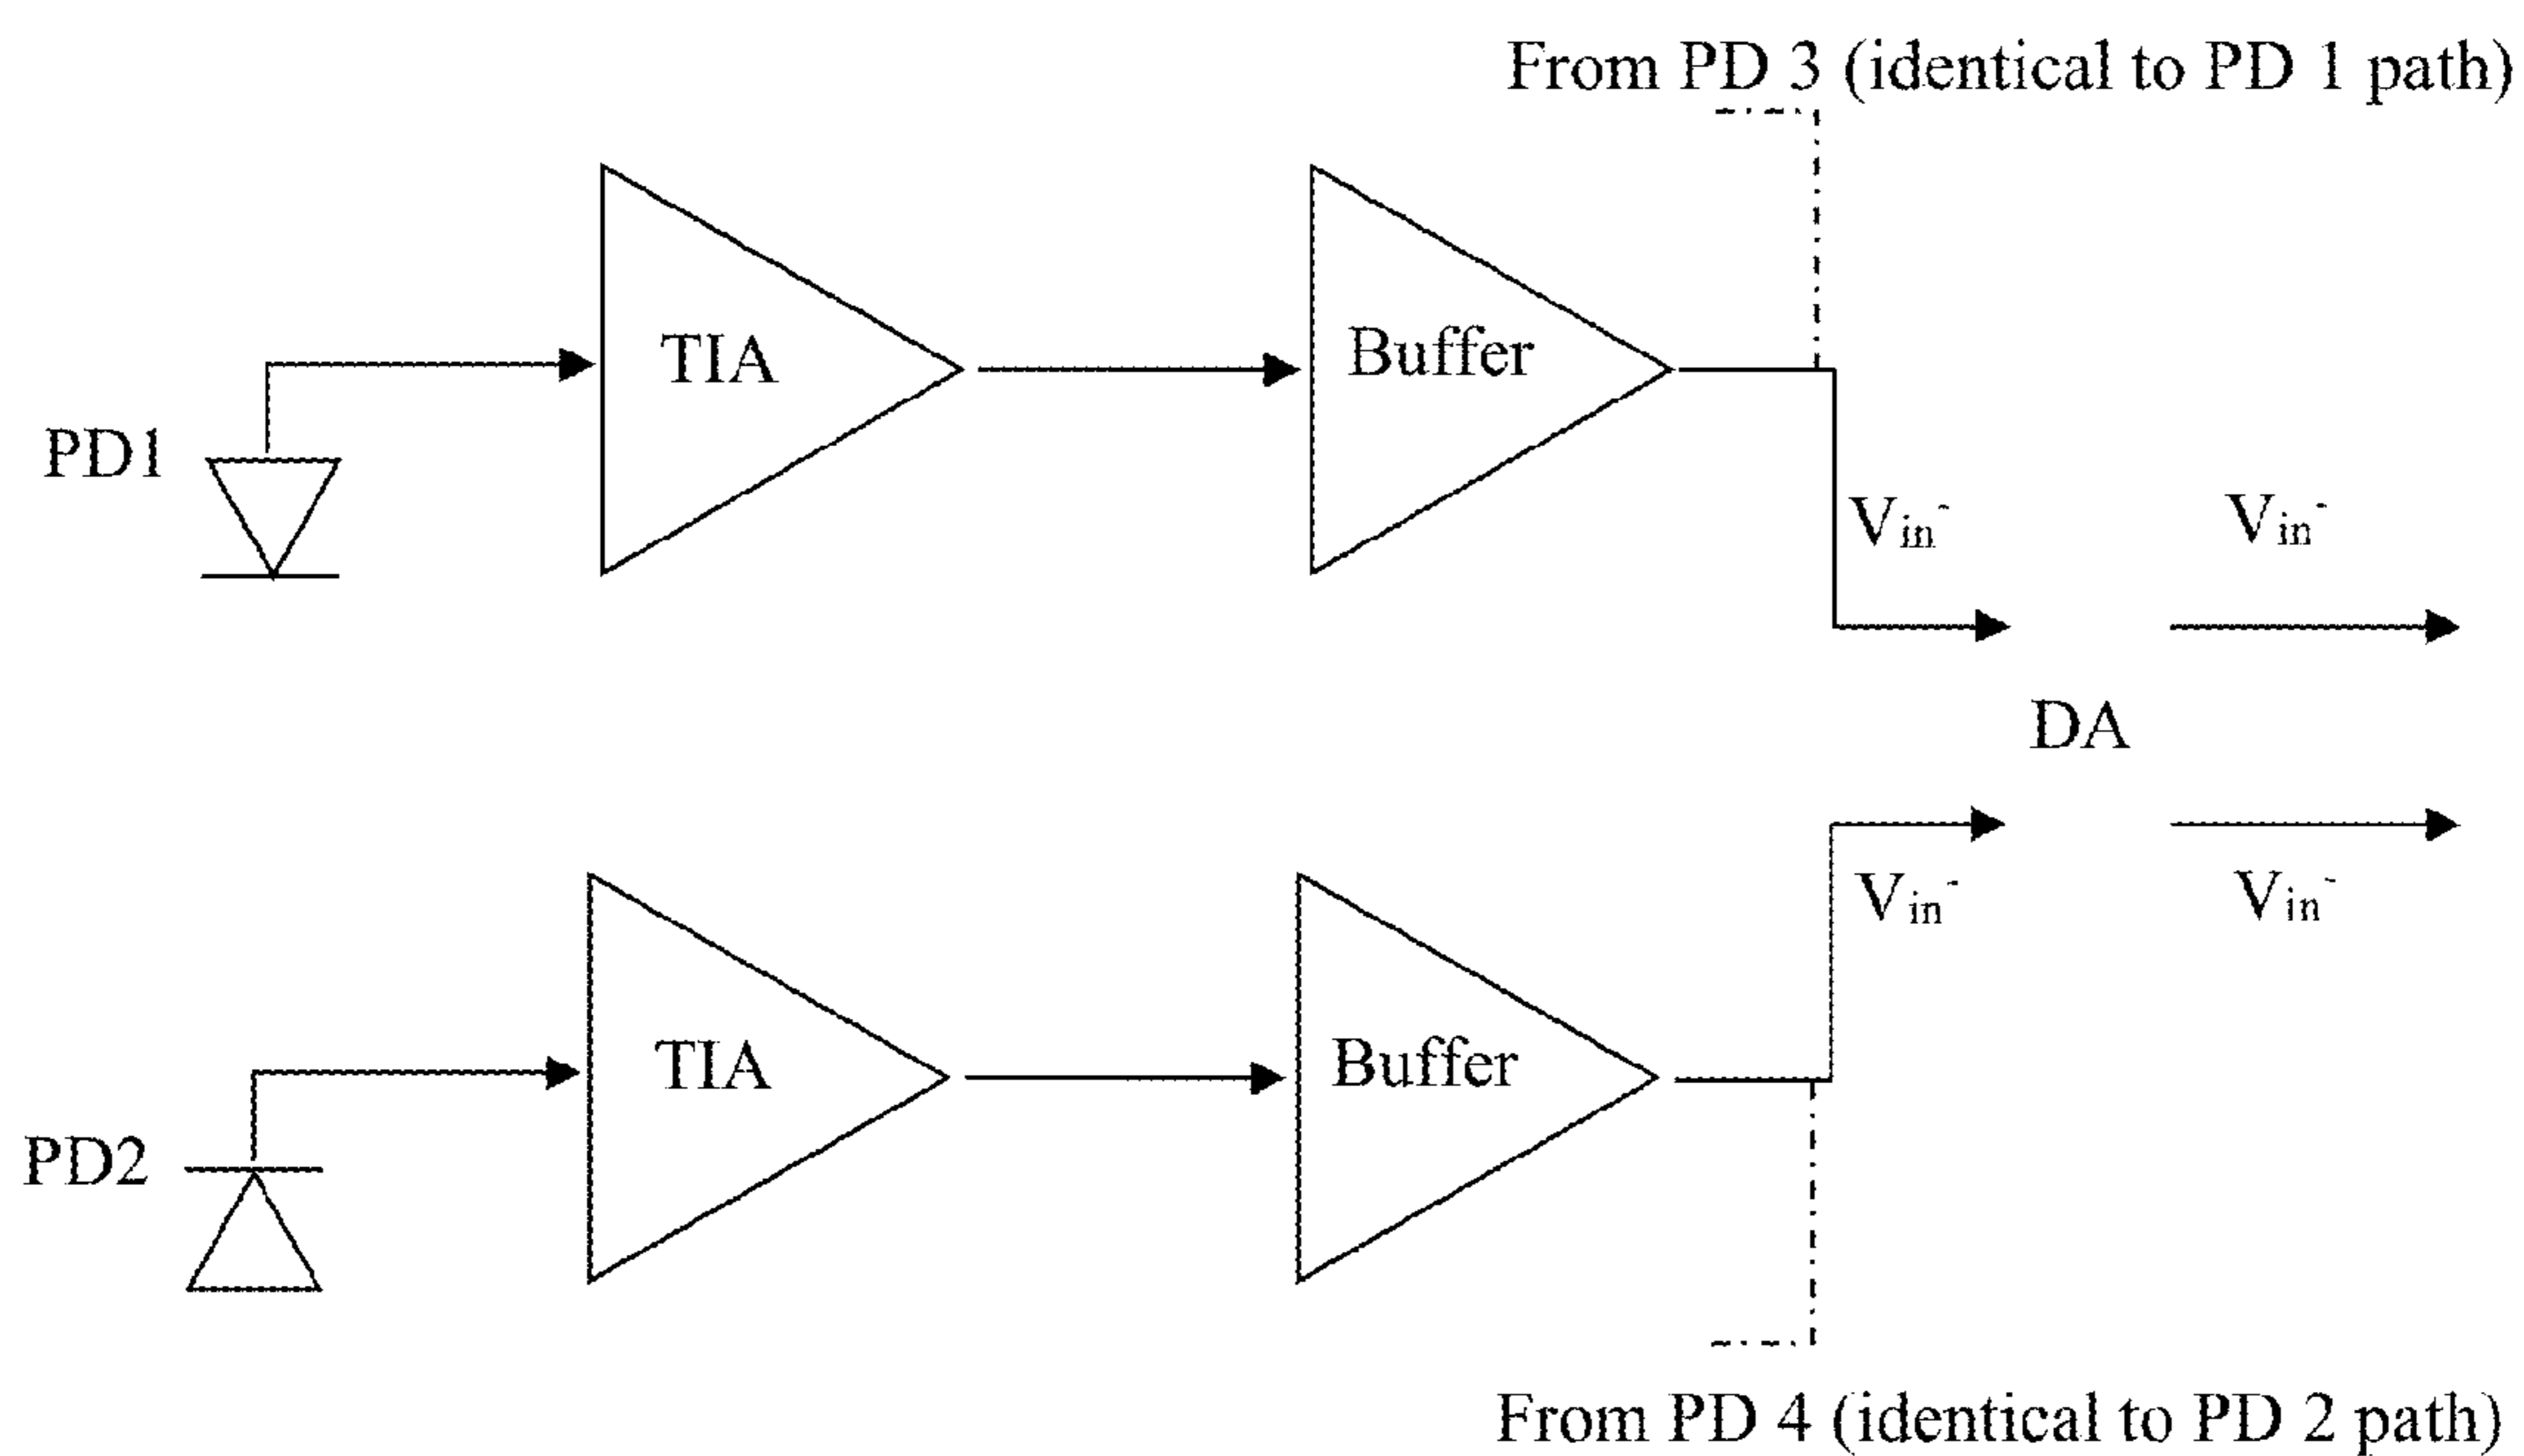 From PD 3 (identical to PD 1 path)
TIA
Buffer
PD1
Vin-
Vin-
DA
Vin-
Vin-
TIA
Buffer
PD2
From PD 4 (identical to PD 2 path)